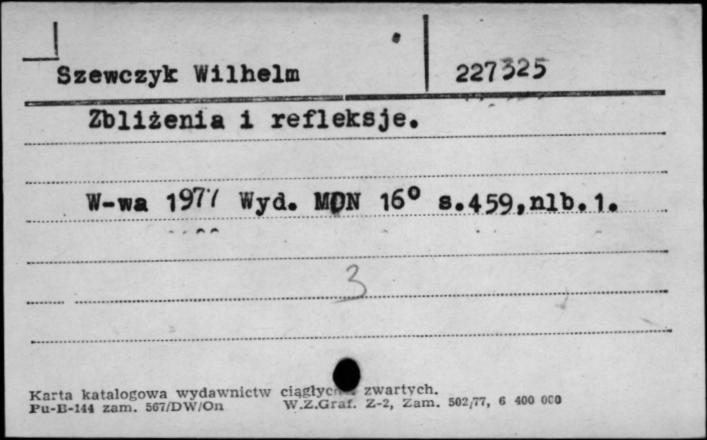 Szewczyk Wilhelm 227325
Zbliżenia i refleksje.
W-wa 1977 Wyd. MON 16° s.459,nlb.1.
3
Karta katalogowa wydawnictw zwartych.
Pu-B-144 zam. 567/DW/On W.Z.Graf. Z-2, Zam. 502/77, 6 400 000